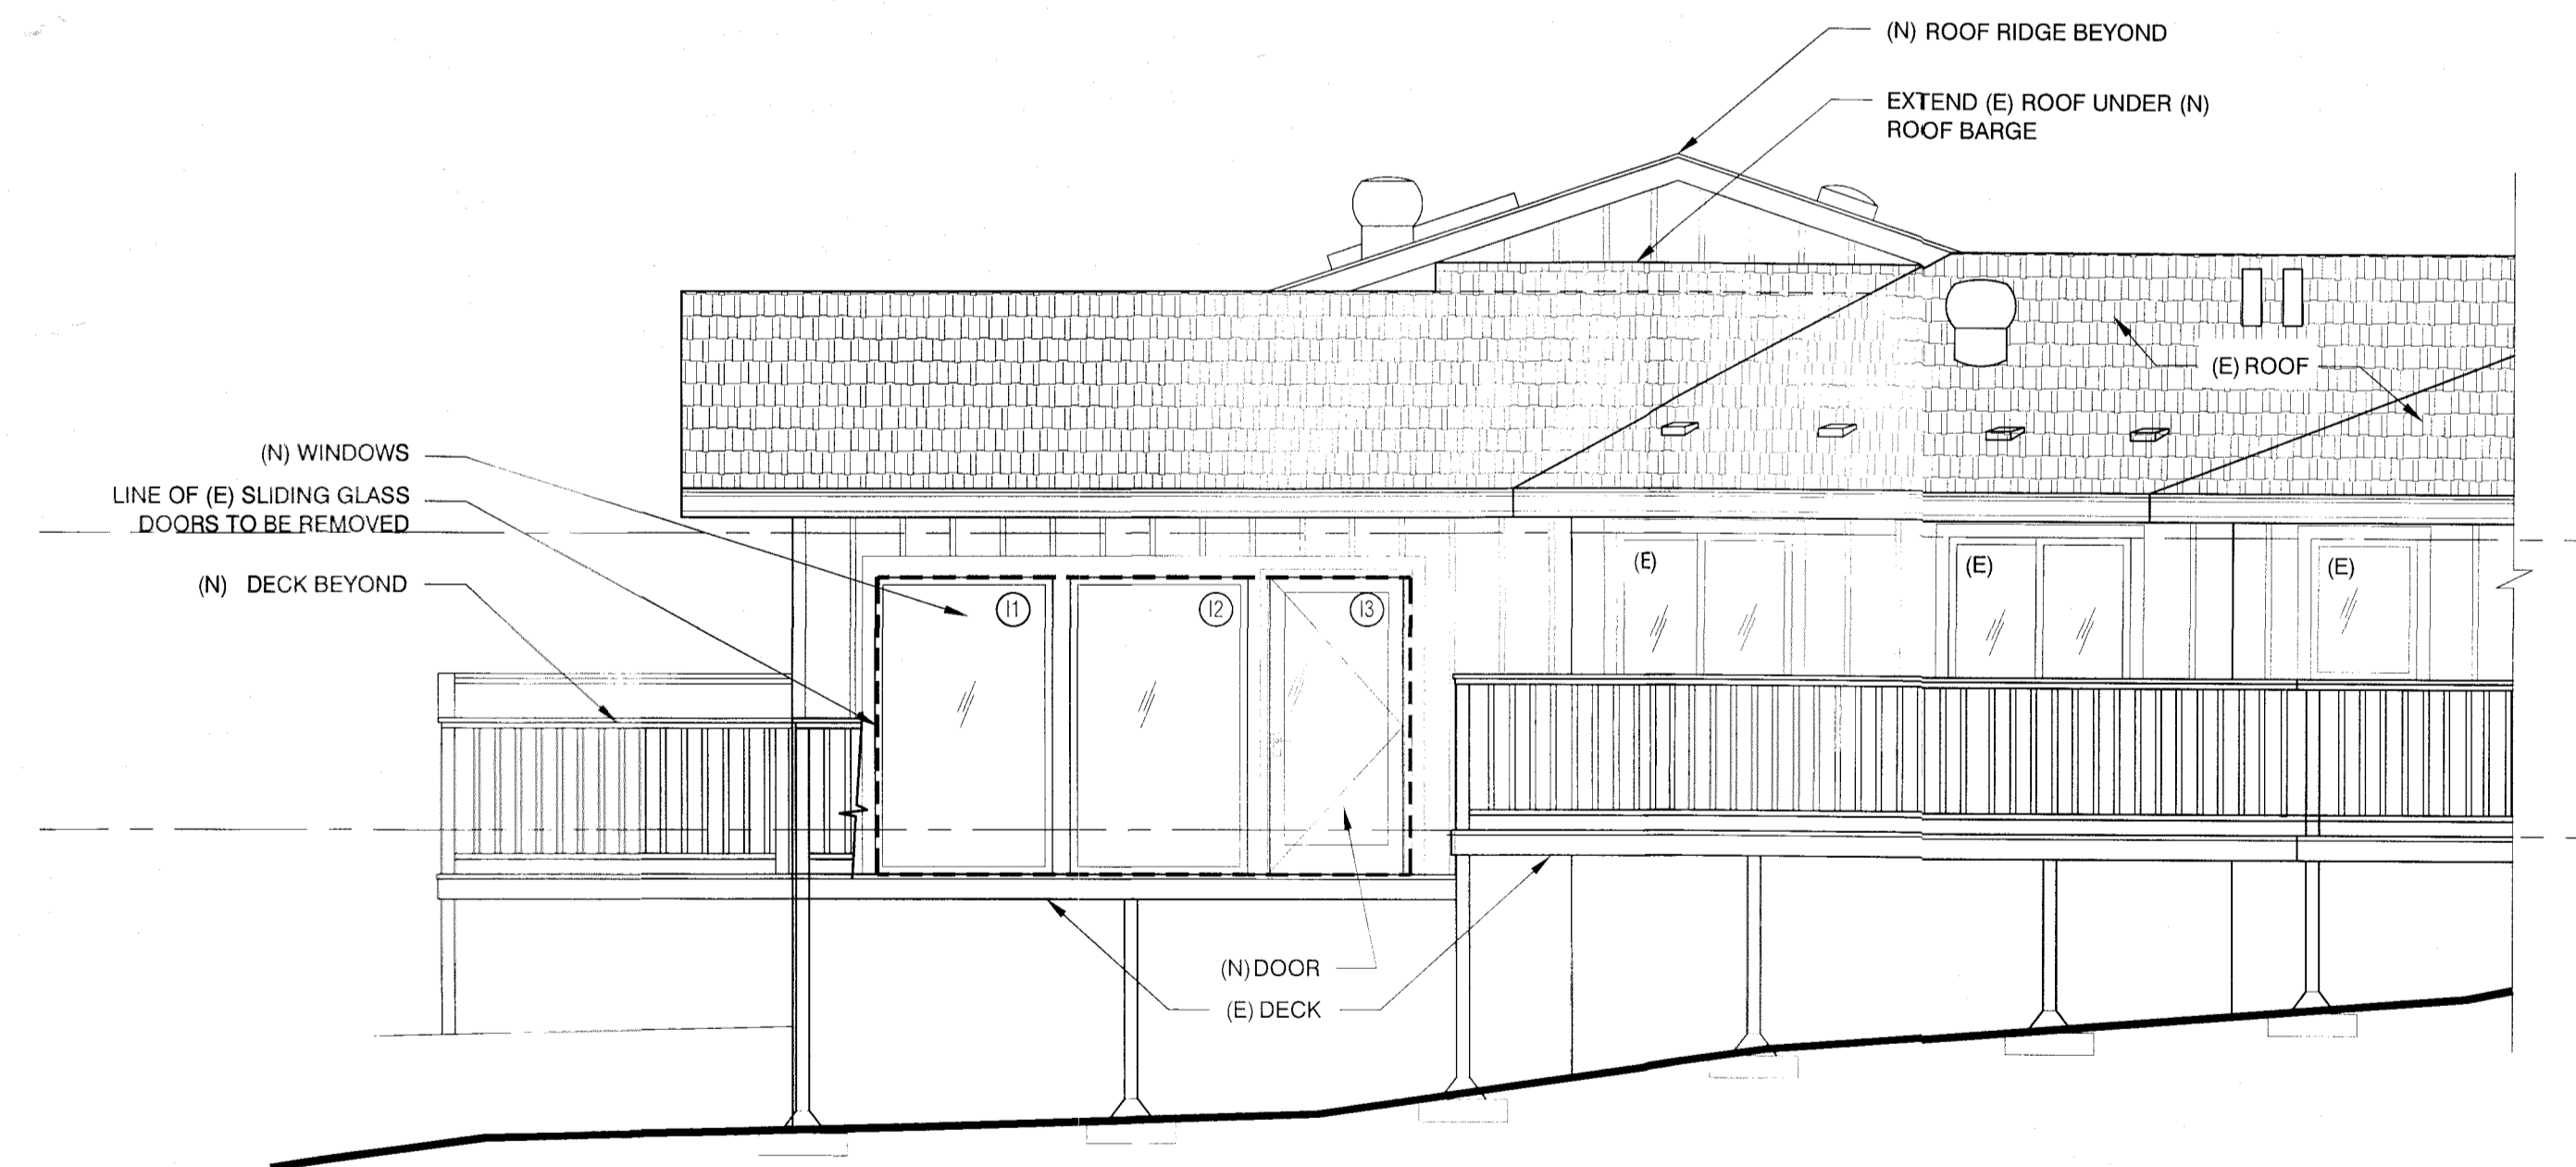 (N) ROOF RIDGE BEYOND
EXTEND (E) ROOF UNDER (N)
ROOF BARGE
(E) ROOF
(N) WINDOWS
LINE OF (E) SLIDING GLASS
DOORS TO BE REMOVED
(N) DECK BEYOND
(E)
(E)
(E)
I1
I2
I3
(N) DOOR
(E) DECK